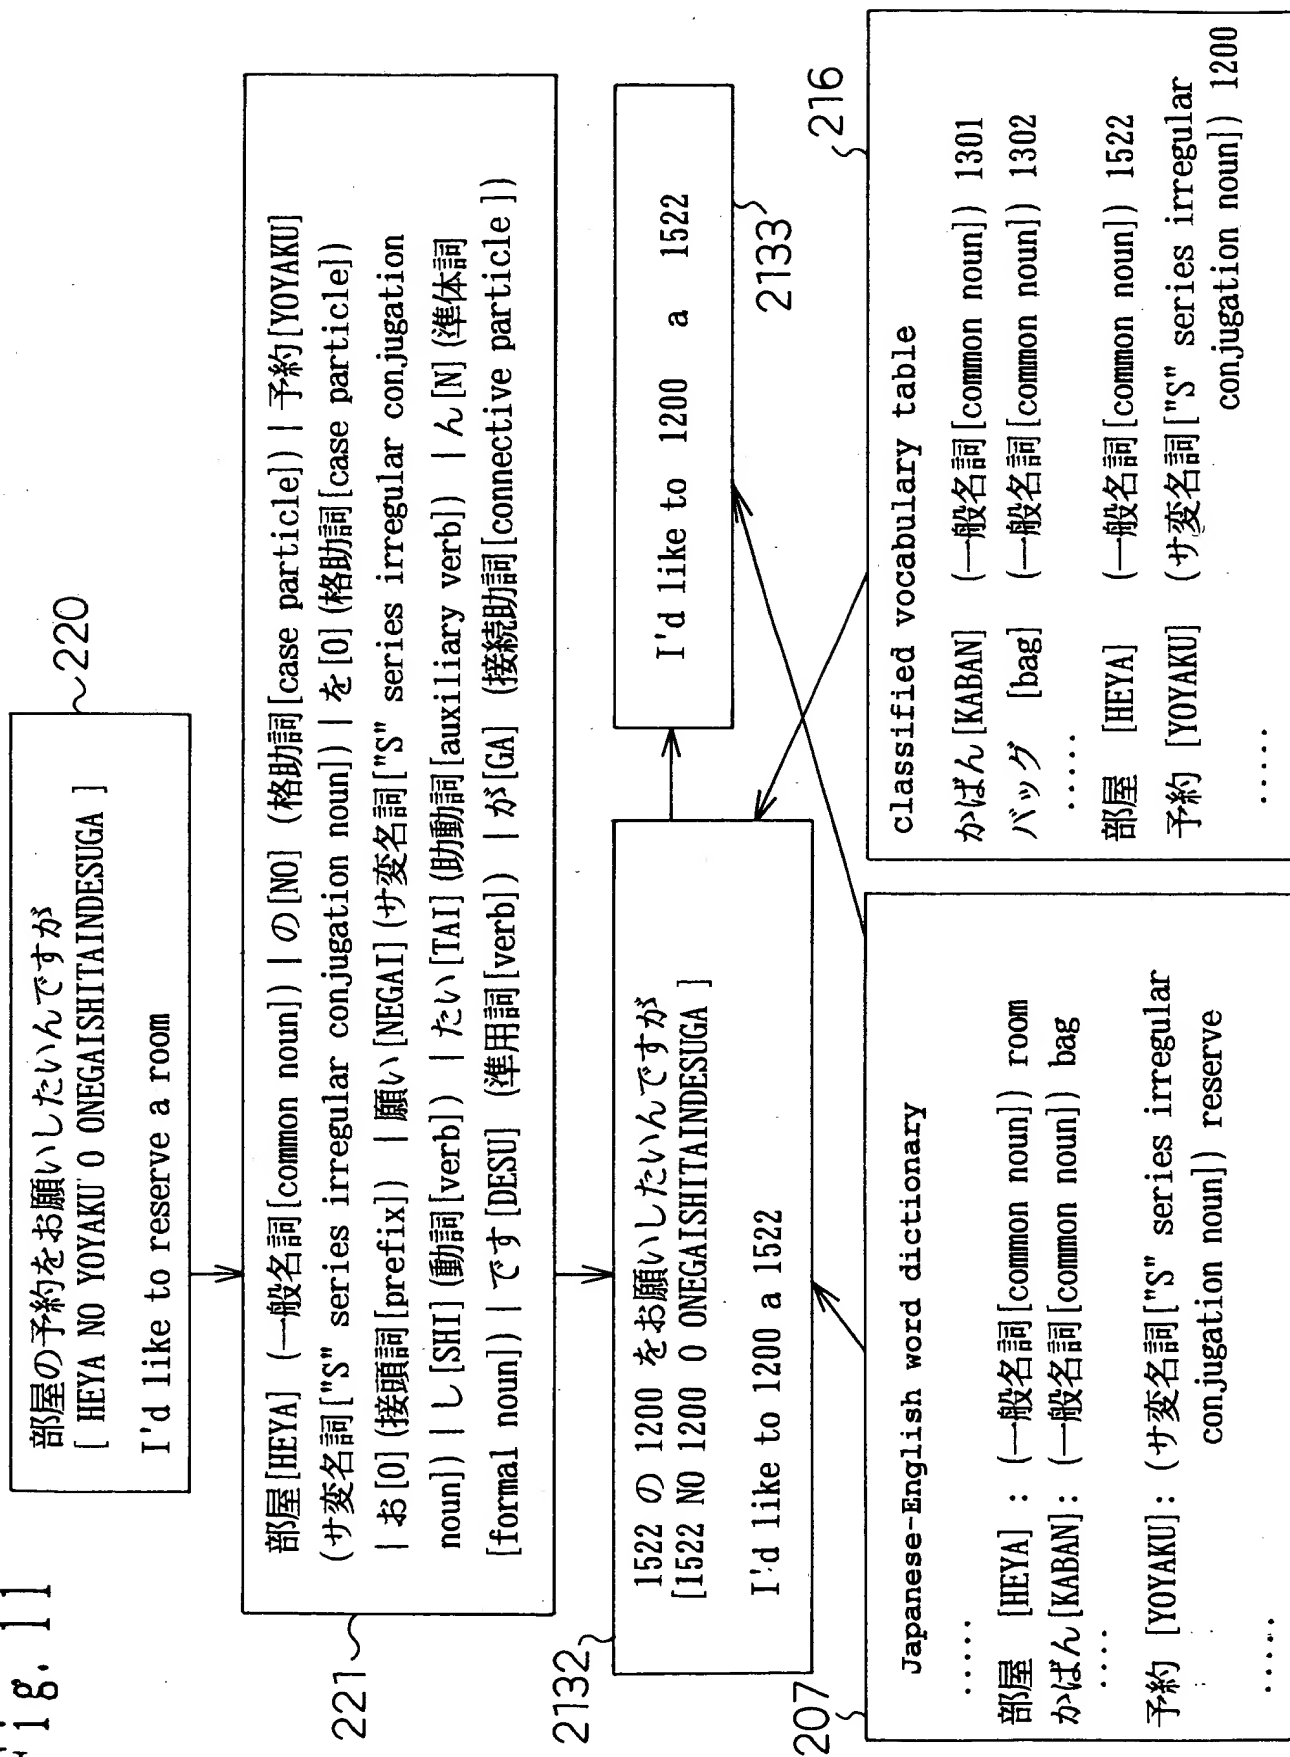 Fig. 11
部屋の予約をお願いしたいんですが
[ HEYA NO YOYAKU O ONEGAISHITAINDESUGA ]
I'd like to reserve a room
220
部屋[HEYA] (一般名詞[common noun]) | の[NO] (格助詞[case particle]) | 予約[YOYAKU]
(サ変名詞["S" series irregular conjugation noun]) | を[O](格助詞[case particle])
| お[O](接頭詞[prefix]) | 願い[NEGAI](サ変名詞["S" series irregular conjugation
noun]) | し[SHI](動詞[verb]) | たい[TAI](助動詞[auxiliary verb]) | ん[N](準体詞
[formal noun]) | です[DESU] (準用詞[verb]) | が[GA] (接続助詞[connective particle])
221
1522 の 1200 をお願いしたいんですが
[1522 NO 1200 O ONEGAISHITAINDESUGA ]
I'd like to 1200 a 1522
2132
I'd like to 1200 a 1522
2133
207
Japanese-English word dictionary
.....
部屋 [HEYA] : (一般名詞[common noun]) room
かばん[KABAN]: (一般名詞[common noun]) bag
....
予約 [YOYAKU]: (サ変名詞["S" series irregular
conjugation noun]) reserve
.....
216
classified vocabulary table
かばん[KABAN] (一般名詞[common noun]) 1301
バッグ [bag] (一般名詞[common noun]) 1302
.....
部屋 [HEYA] (一般名詞[common noun]) 1522
予約 [YOYAKU] (サ変名詞["S" series irregular
conjugation noun]) 1200
.....